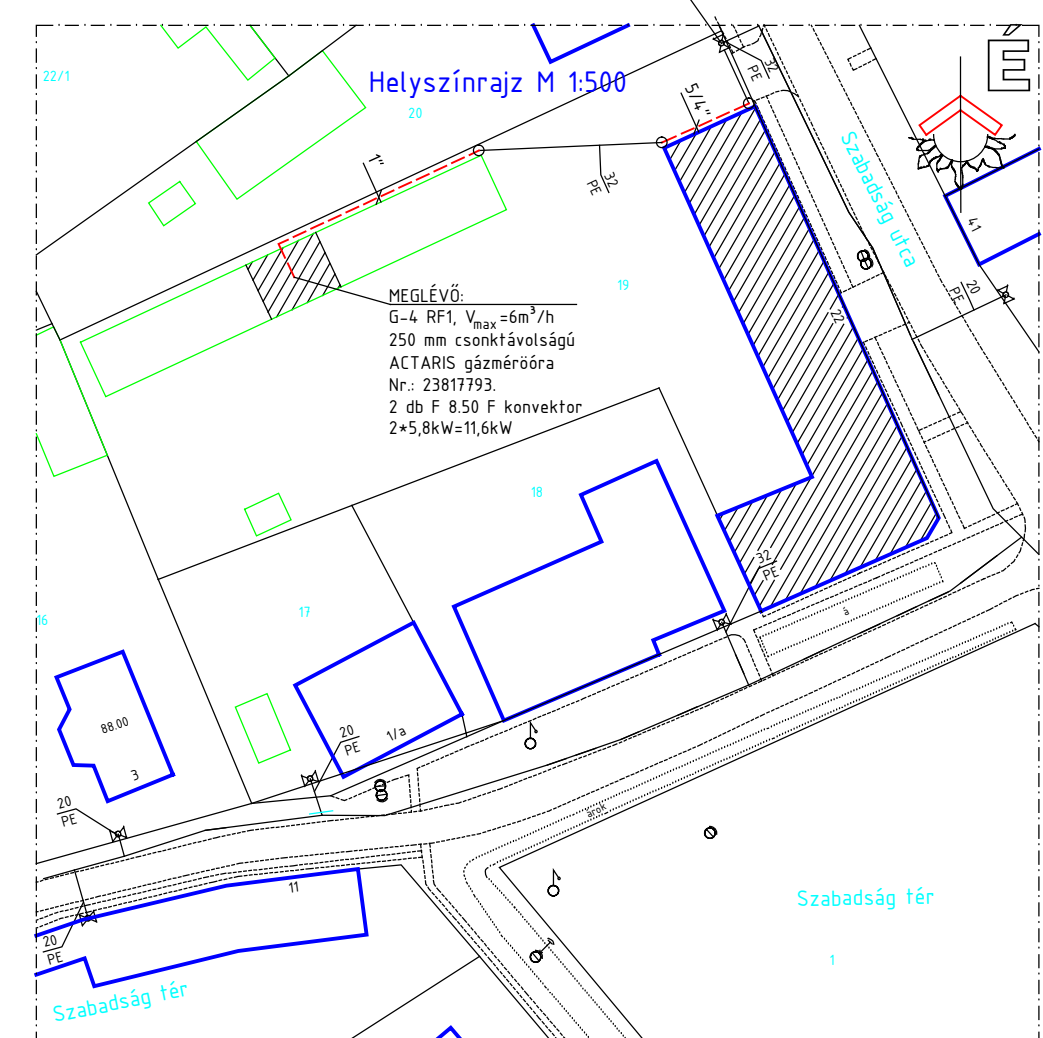 É
22/1
Helyszínrajz M 1:500
32
PE
5/4"
20
Szabadság utca
1"
32
PE
41
19
20
PE
MEGLÉVŐ:
G-4 RF1, Vmax=6m³/h
250 mm csonktávolságú
ACTARIS gázmérőóra
Nr.: 23817793.
2 db F 8.50 F konvektor
2*5,8kW=11,6kW
22
18
32
PE
16
17
88.00
3
20
PE
1/a
20
PE
árok
11
Szabadság tér
20
PE
1
Szabadság tér